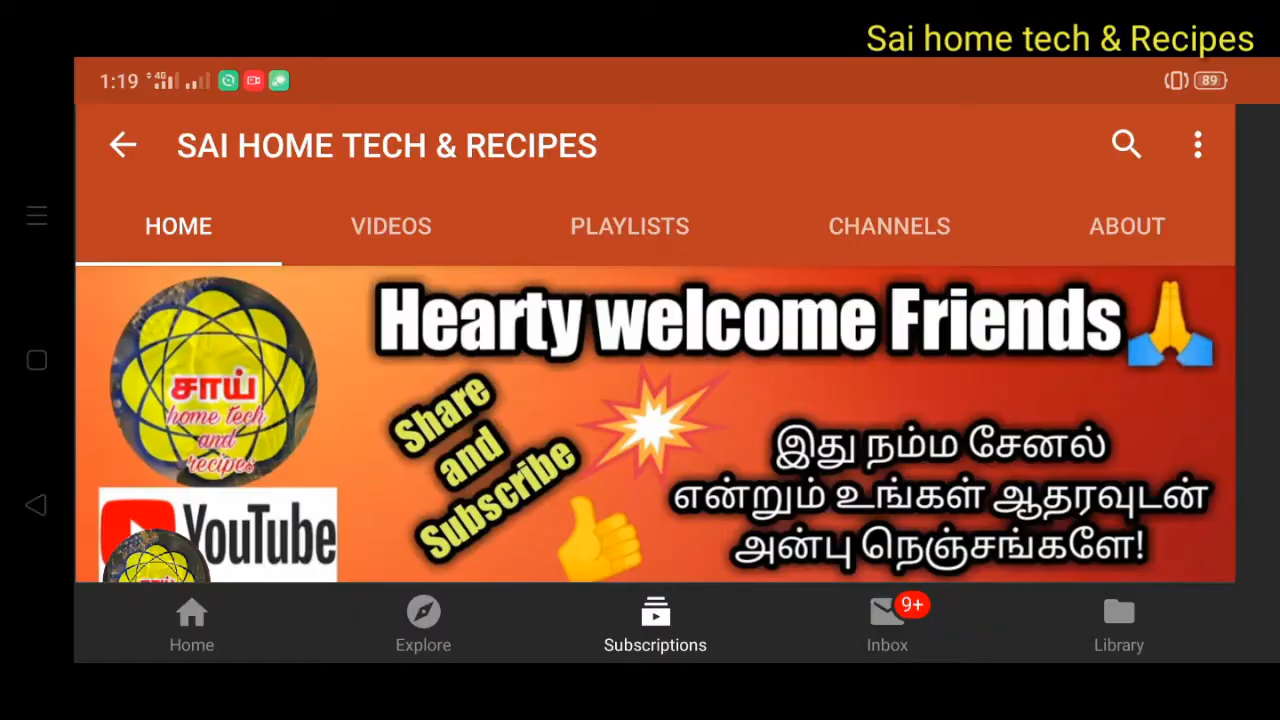 Sai home tech & Recipes
1:19 4G 89
SAI HOME TECH & RECIPES
HOME VIDEOS PLAYLISTS CHANNELS ABOUT
Hearty welcome Friends🙏
சாய்
home tech
and
recipes
Share
and
Subscribe
இது நம்ம சேனல்
என்றும் உங்கள் ஆதரவுடன்
அன்பு நெஞ்சங்களே!
YouTube
சாய்
Home Explore Subscriptions Inbox 9+ Library